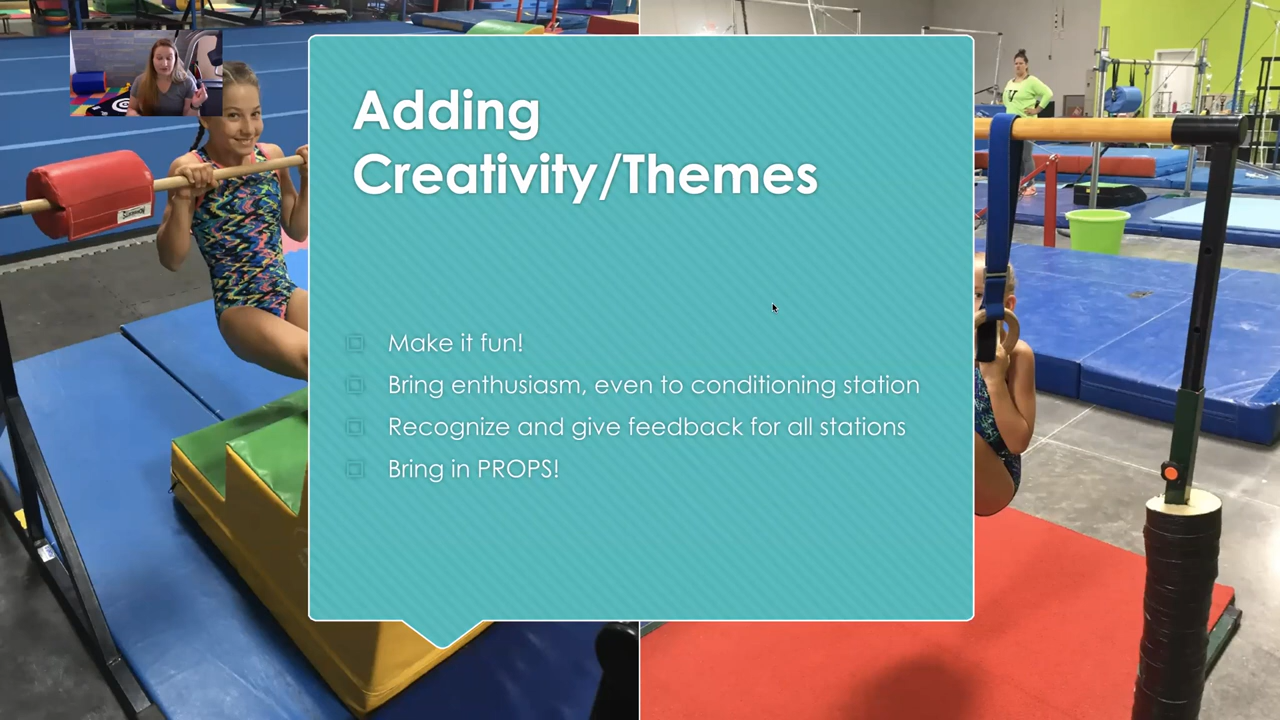 Adding
Creativity/Themes
Make it fun!
Bring enthusiasm, even to conditioning station
Recognize and give feedback for all stations
Bring in PROPS!